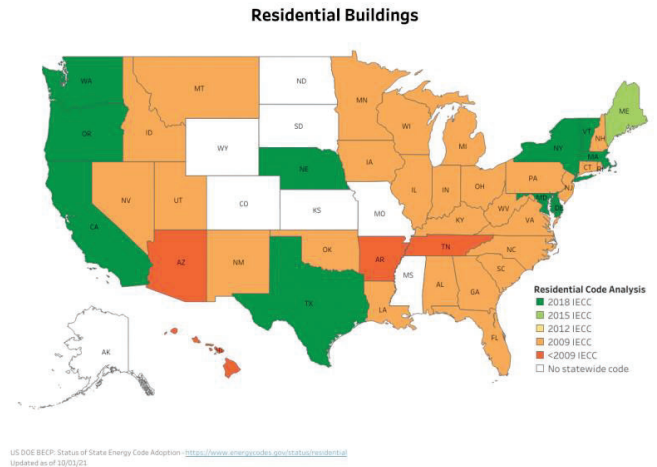 Residential Buildings
WA
MT
ND
MN
ME
OR
ID
SD
WI
VT
NH
WY
MI
NY
MA
NE
IA
CT
RI
NV
UT
CO
IL
IN
OH
PA
NJ
CA
KS
MO
WV
MD
DE
KY
VA
AZ
NM
OK
AR
TN
NC
TX
MS
AL
GA
SC
LA
FL
AK
Residential Code Analysis
2018 IECC
2015 IECC
2012 IECC
2009 IECC
<2009 IECC
No statewide code
US DOE BECP: Status of State Energy Code Adoption - https://www.energycodes.gov/status/residential
Updated as of 10/01/21